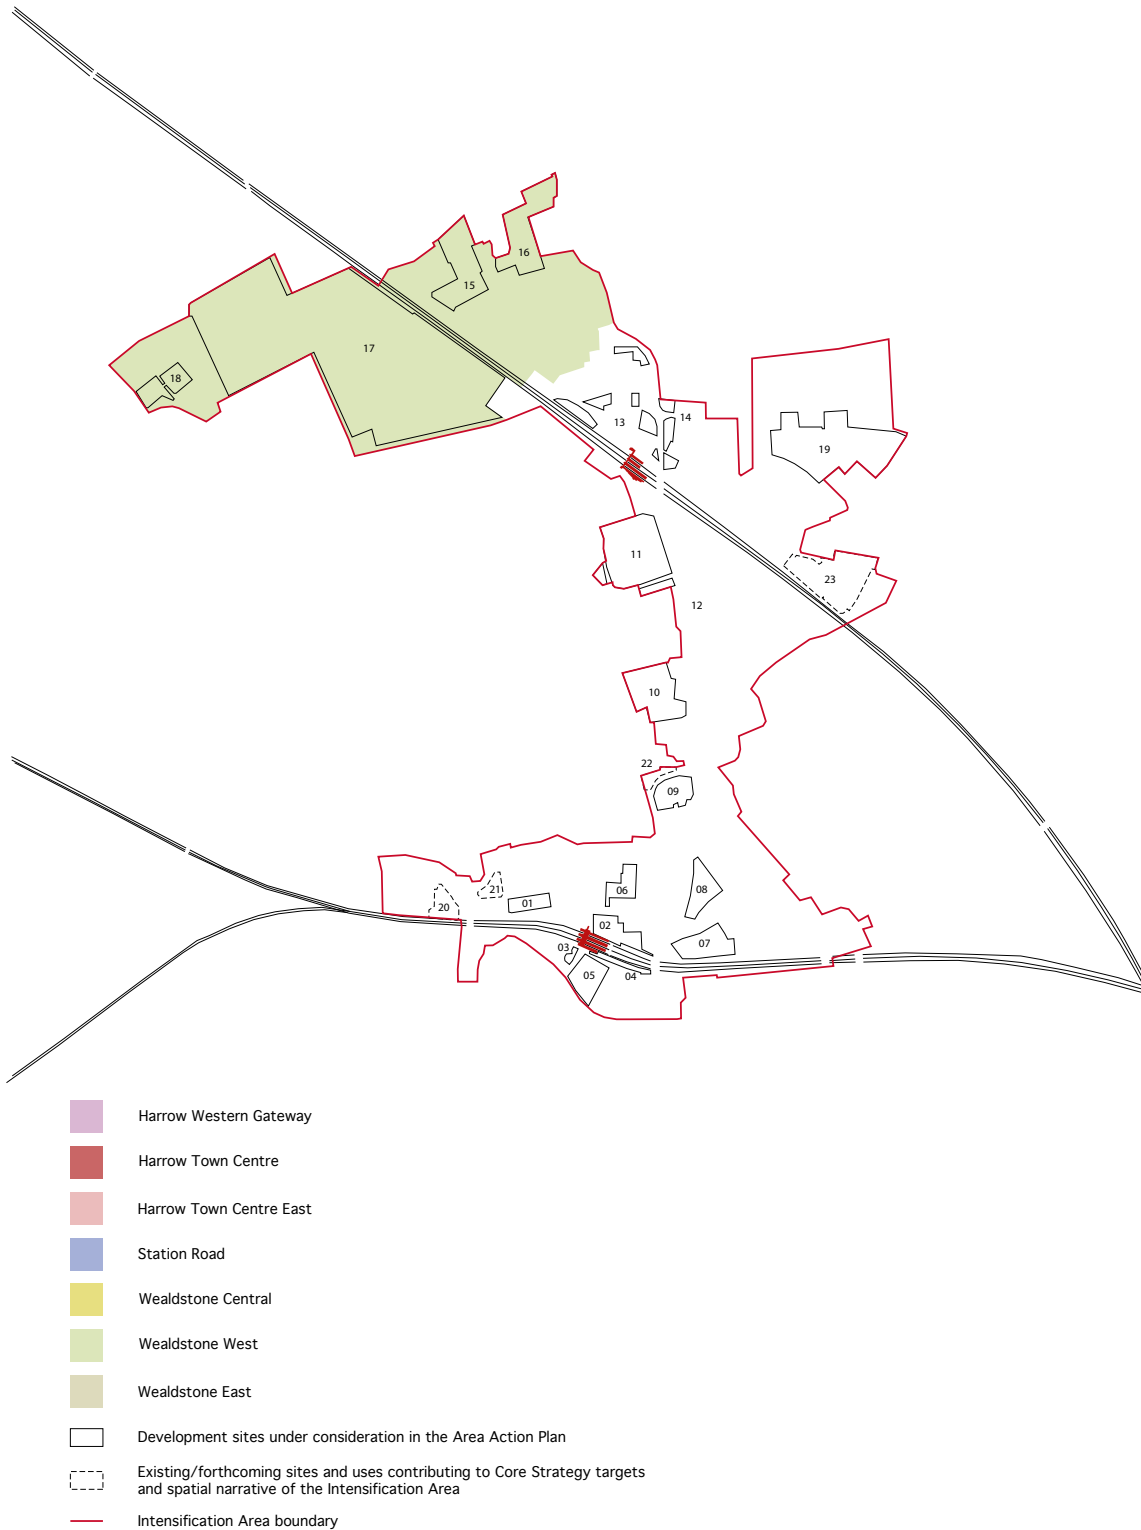 16
15
17
18
13
14
19
11
23
12
10
22
09
21
20
01
06
08
02
03
07
05
04
Harrow Western Gateway
Harrow Town Centre
Harrow Town Centre East
Station Road
Wealdstone Central
Wealdstone West
Wealdstone East
Development sites under consideration in the Area Action Plan
Existing/forthcoming sites and uses contributing to Core Strategy targets
and spatial narrative of the Intensification Area
Intensification Area boundary